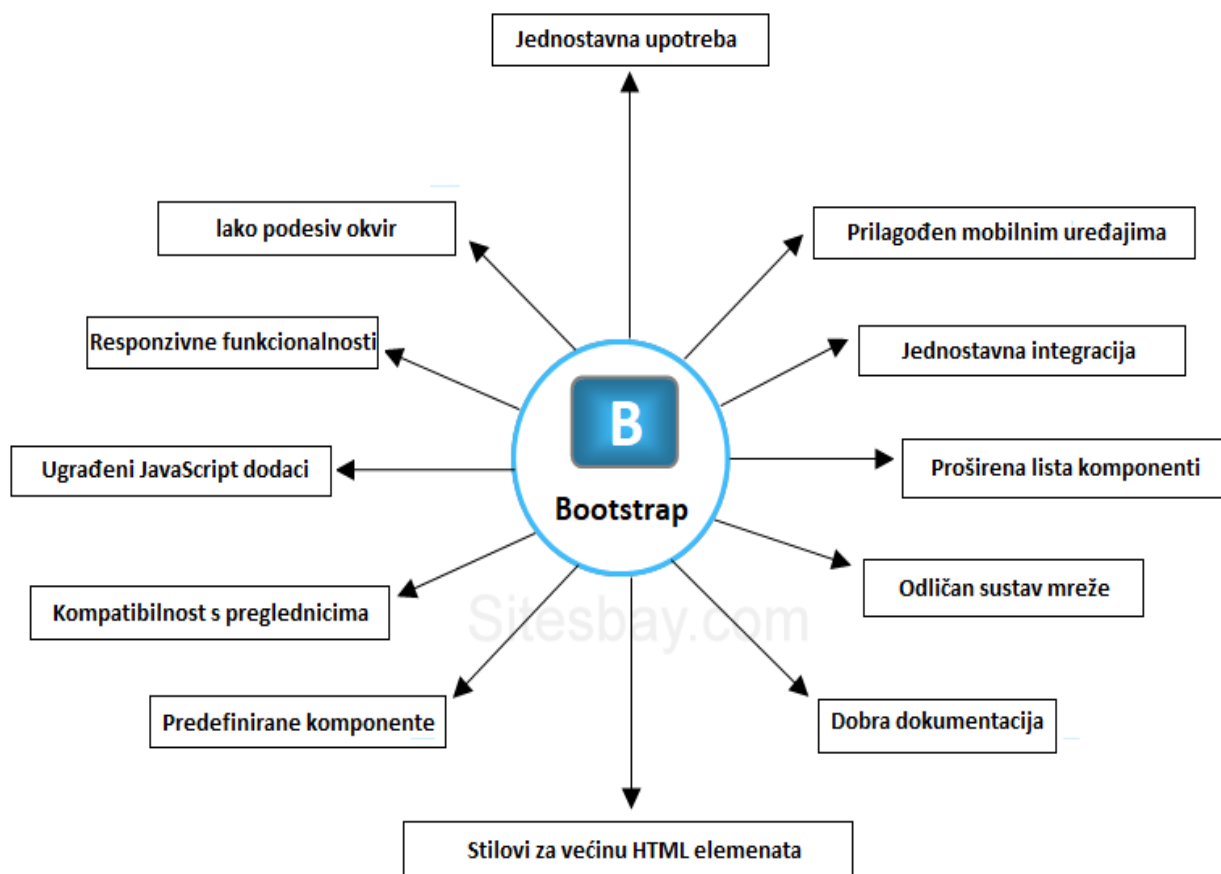 Jednostavna upotreba
lako podesiv okvir
Prilagođen mobilnim uređajima
Responzivne funkcionalnosti
Jednostavna integracija
B
Bootstrap
Ugrađeni JavaScript dodaci
Proširena lista komponenti
Kompatibilnost s preglednicima
Odličan sustav mreže
Sitesbay.com
Predefinirane komponente
Dobra dokumentacija
Stilovi za većinu HTML elemenata